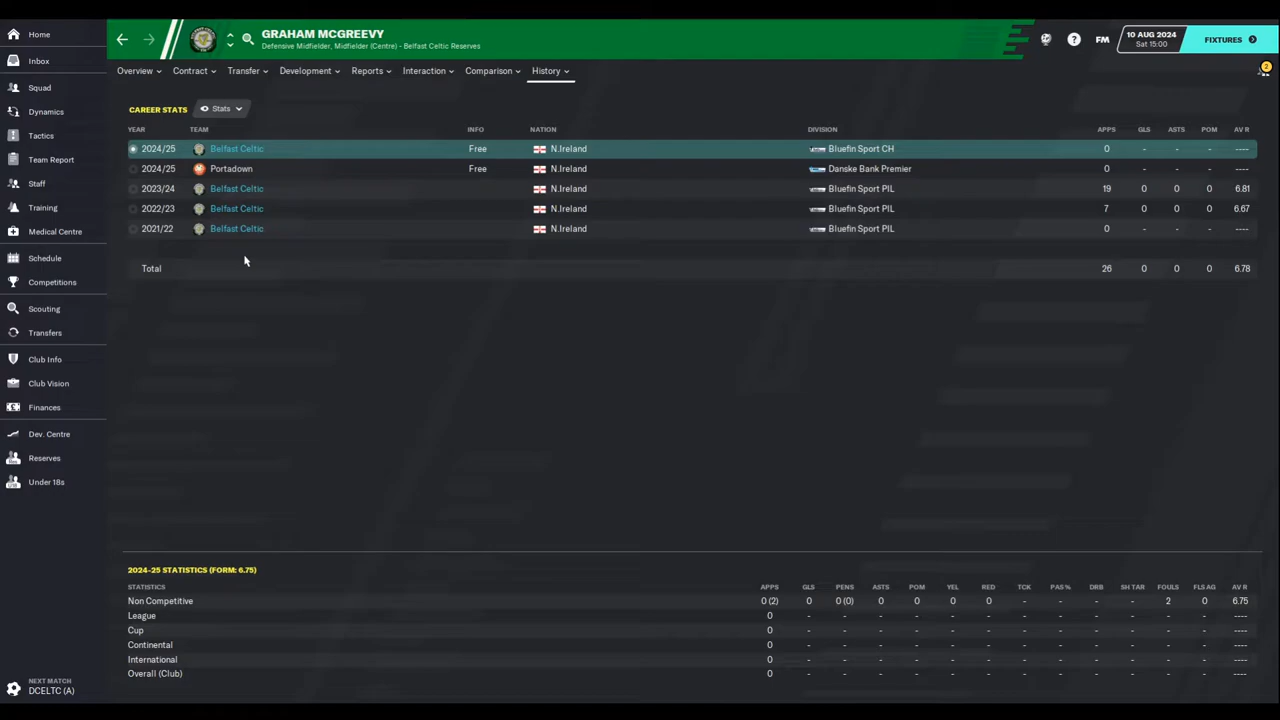 Home
Inbox
Squad
Dynamics
Tactics
Team Report
Staff
Training
Medical Centre
Schedule
Competitions
Scouting
Transfers
Club Info
Club Vision
Finances
Dev. Centre
Reserves
Under 18s
NEXT MATCH
DCELTC (A)
GRAHAM MCGREEVY
Defensive Midfielder, Midfielder (Centre) - Belfast Celtic Reserves
? FM 10 AUG 2024 FIXTURES
Sat 15:00
2
Overview Contract Transfer Development Reports Interaction Comparison History
CAREER STATS Stats
YEAR TEAM INFO NATION DIVISION APPS GLS ASTS POM AV R
2024/25 Belfast Celtic Free N.Ireland Bluefin Sport CH 0 - - - ----
2024/25 Portadown Free N.Ireland Danske Bank Premier 0 - - - ----
2023/24 Belfast Celtic N.Ireland Bluefin Sport PIL 19 0 0 0 6.81
2022/23 Belfast Celtic N.Ireland Bluefin Sport PIL 7 0 0 0 6.67
2021/22 Belfast Celtic N.Ireland Bluefin Sport PIL 0 - - - ----
Total 26 0 0 0 6.78
2024-25 STATISTICS (FORM: 6.75)
STATISTICS APPS GLS PENS ASTS POM YEL RED TCK PAS % DRB SH TAR FOULS FLS AG AV R
Non Competitive 0 (2) 0 0 (0) 0 0 0 0 - - - - 2 0 6.75
League 0 - - - - - - - - - - - - ----
Cup 0 - - - - - - - - - - - - ----
Continental 0 - - - - - - - - - - - - ----
International 0 - - - - - - - - - - - - ----
Overall (Club) 0 - - - - - - - - - - - - ----